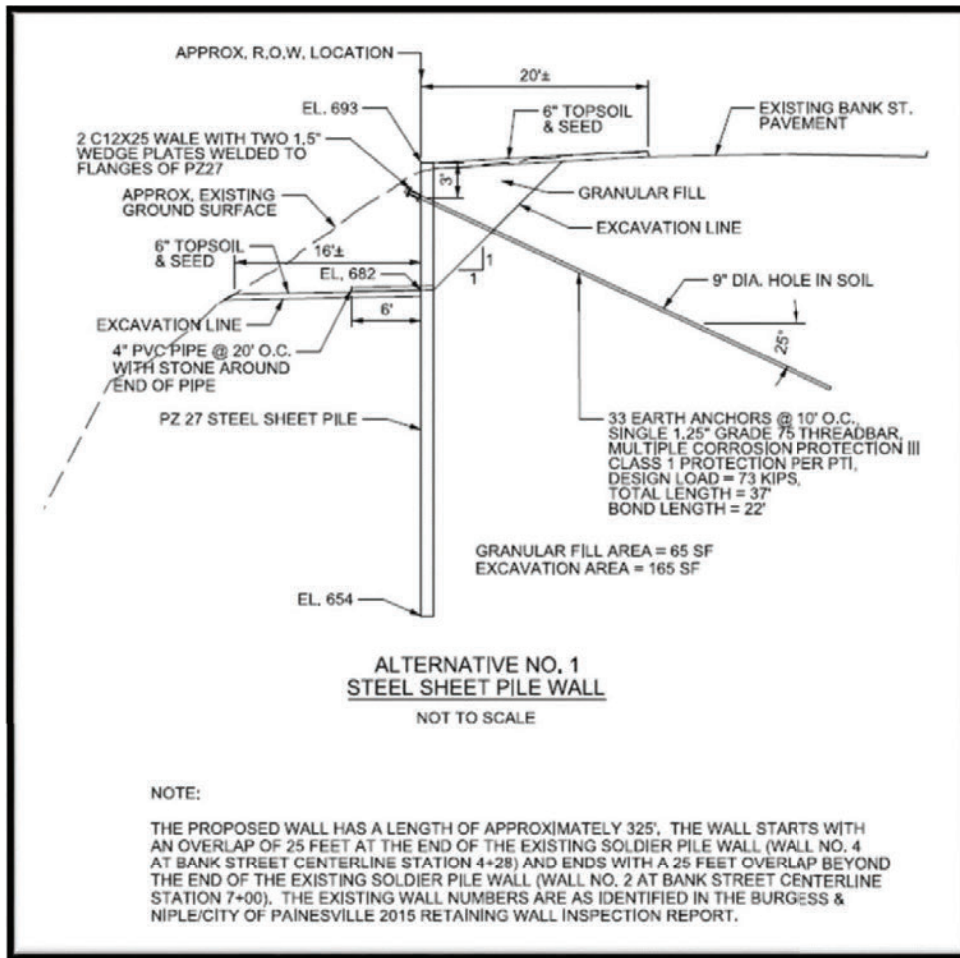 APPROX. R.O.W. LOCATION
20'±
EL. 693
6" TOPSOIL
& SEED
EXISTING BANK ST.
PAVEMENT
2 C12X25 WALE WITH TWO 1.5"
WEDGE PLATES WELDED TO
FLANGES OF PZ27
3'
GRANULAR FILL
APPROX. EXISTING
GROUND SURFACE
EXCAVATION LINE
6" TOPSOIL
& SEED
16'±
EL. 682
1
1
9" DIA. HOLE IN SOIL
6'
EXCAVATION LINE
25°
4" PVC PIPE @ 20' O.C.
WITH STONE AROUND
END OF PIPE
PZ 27 STEEL SHEET PILE
33 EARTH ANCHORS @ 10' O.C.,
SINGLE 1.25" GRADE 75 THREADBAR,
MULTIPLE CORROSION PROTECTION III
CLASS 1 PROTECTION PER PTI,
DESIGN LOAD = 73 KIPS,
TOTAL LENGTH = 37'
BOND LENGTH = 22'
GRANULAR FILL AREA = 65 SF
EXCAVATION AREA = 165 SF
EL. 654
ALTERNATIVE NO. 1
STEEL SHEET PILE WALL
NOT TO SCALE
NOTE:
THE PROPOSED WALL HAS A LENGTH OF APPROXIMATELY 325'. THE WALL STARTS WITH
AN OVERLAP OF 25 FEET AT THE END OF THE EXISTING SOLDIER PILE WALL (WALL NO. 4
AT BANK STREET CENTERLINE STATION 4+28) AND ENDS WITH A 25 FEET OVERLAP BEYOND
THE END OF THE EXISTING SOLDIER PILE WALL (WALL NO. 2 AT BANK STREET CENTERLINE
STATION 7+00). THE EXISTING WALL NUMBERS ARE AS IDENTIFIED IN THE BURGESS &
NIPLE/CITY OF PAINESVILLE 2015 RETAINING WALL INSPECTION REPORT.